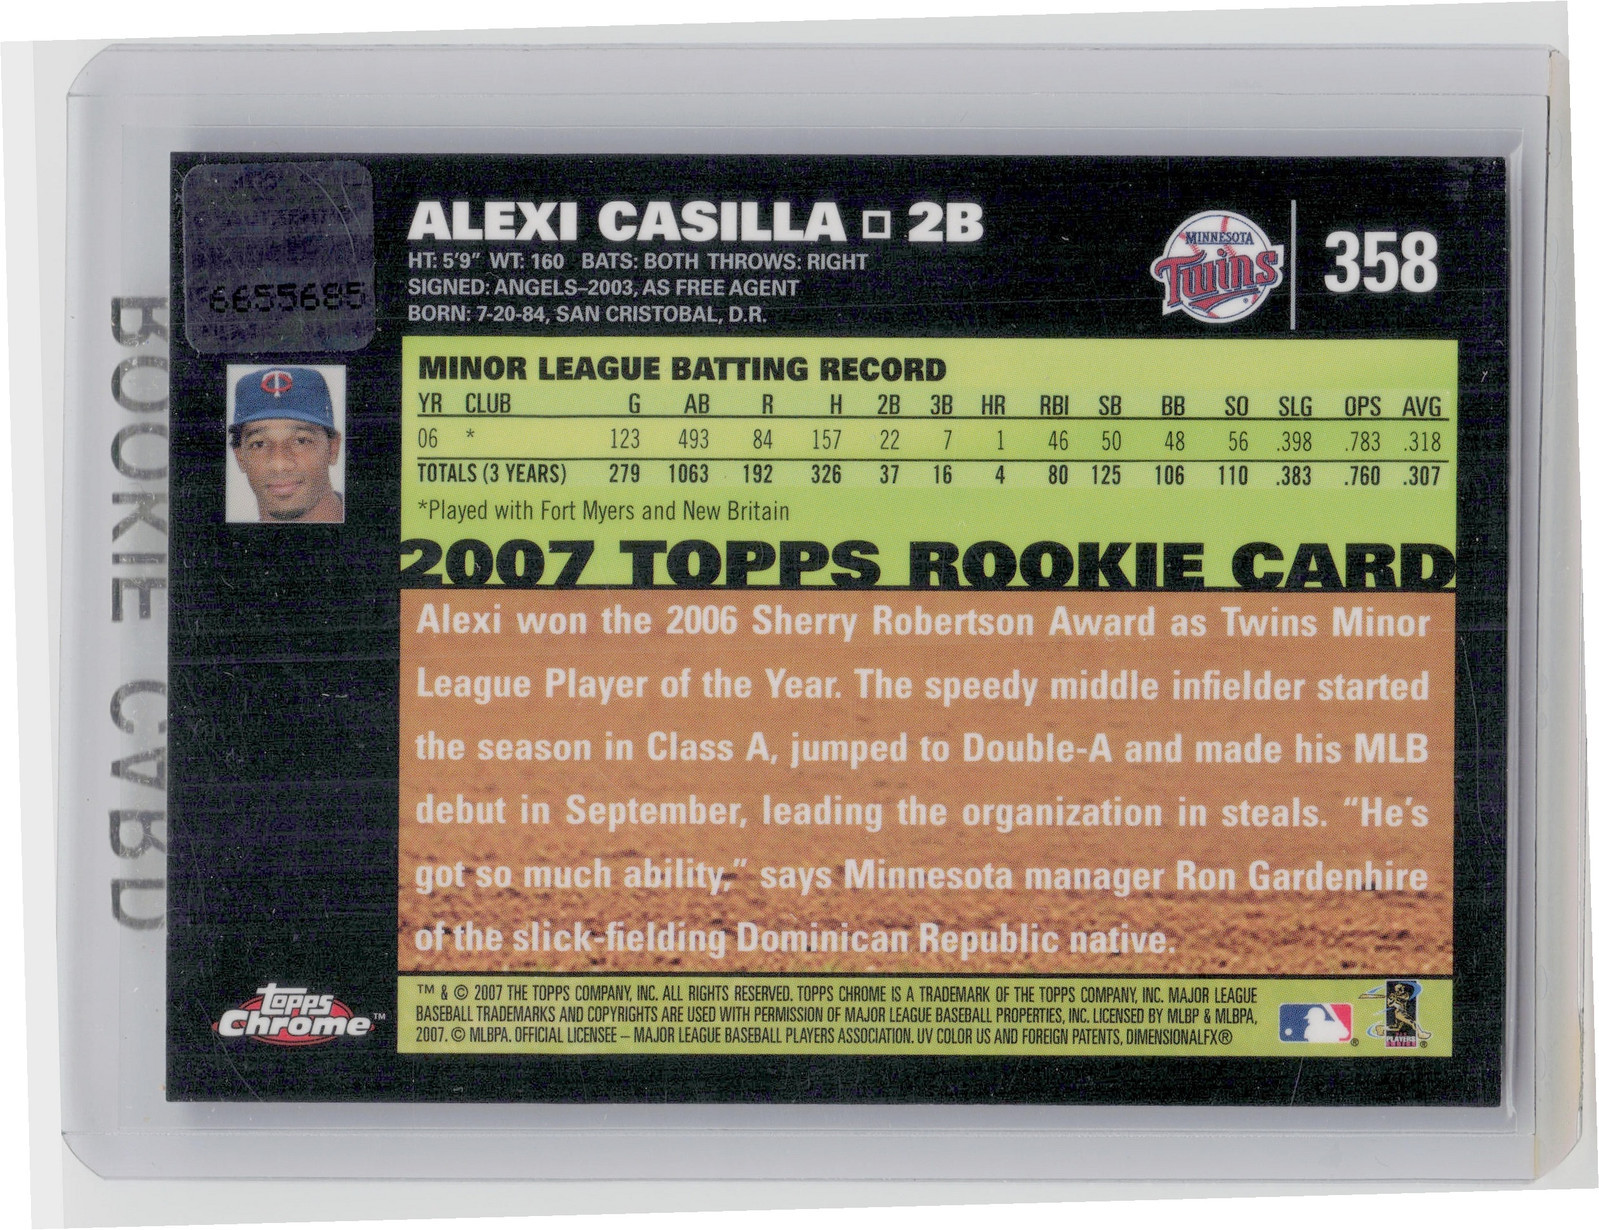 ALEXI CASILLA □ 2B
HT: 5'9" WT: 160 BATS: BOTH THROWS: RIGHT
SIGNED: ANGELS–2003, AS FREE AGENT
BORN: 7-20-84, SAN CRISTOBAL, D.R.
MINNESOTA
Twins
358
6655685
ROOKIE CARD
MINOR LEAGUE BATTING RECORD
YR CLUB G AB R H 2B 3B HR RBI SB BB SO SLG OPS AVG
06 * 123 493 84 157 22 7 1 46 50 48 56 .398 .783 .318
TOTALS (3 YEARS) 279 1063 192 326 37 16 4 80 125 106 110 .383 .760 .307
*Played with Fort Myers and New Britain
2007 TOPPS ROOKIE CARD
Alexi won the 2006 Sherry Robertson Award as Twins Minor
League Player of the Year. The speedy middle infielder started
the season in Class A, jumped to Double-A and made his MLB
debut in September, leading the organization in steals. “He’s
got so much ability,” says Minnesota manager Ron Gardenhire
of the slick-fielding Dominican Republic native.
Topps
Chrome™
™ & © 2007 THE TOPPS COMPANY, INC. ALL RIGHTS RESERVED. TOPPS CHROME IS A TRADEMARK OF THE TOPPS COMPANY, INC. MAJOR LEAGUE
BASEBALL TRADEMARKS AND COPYRIGHTS ARE USED WITH PERMISSION OF MAJOR LEAGUE BASEBALL PROPERTIES, INC. LICENSED BY MLBP & MLBPA,
2007. © MLBPA. OFFICIAL LICENSEE – MAJOR LEAGUE BASEBALL PLAYERS ASSOCIATION. UV COLOR US AND FOREIGN PATENTS, DIMENSIONALFX®
PLAYERS
CHOICE